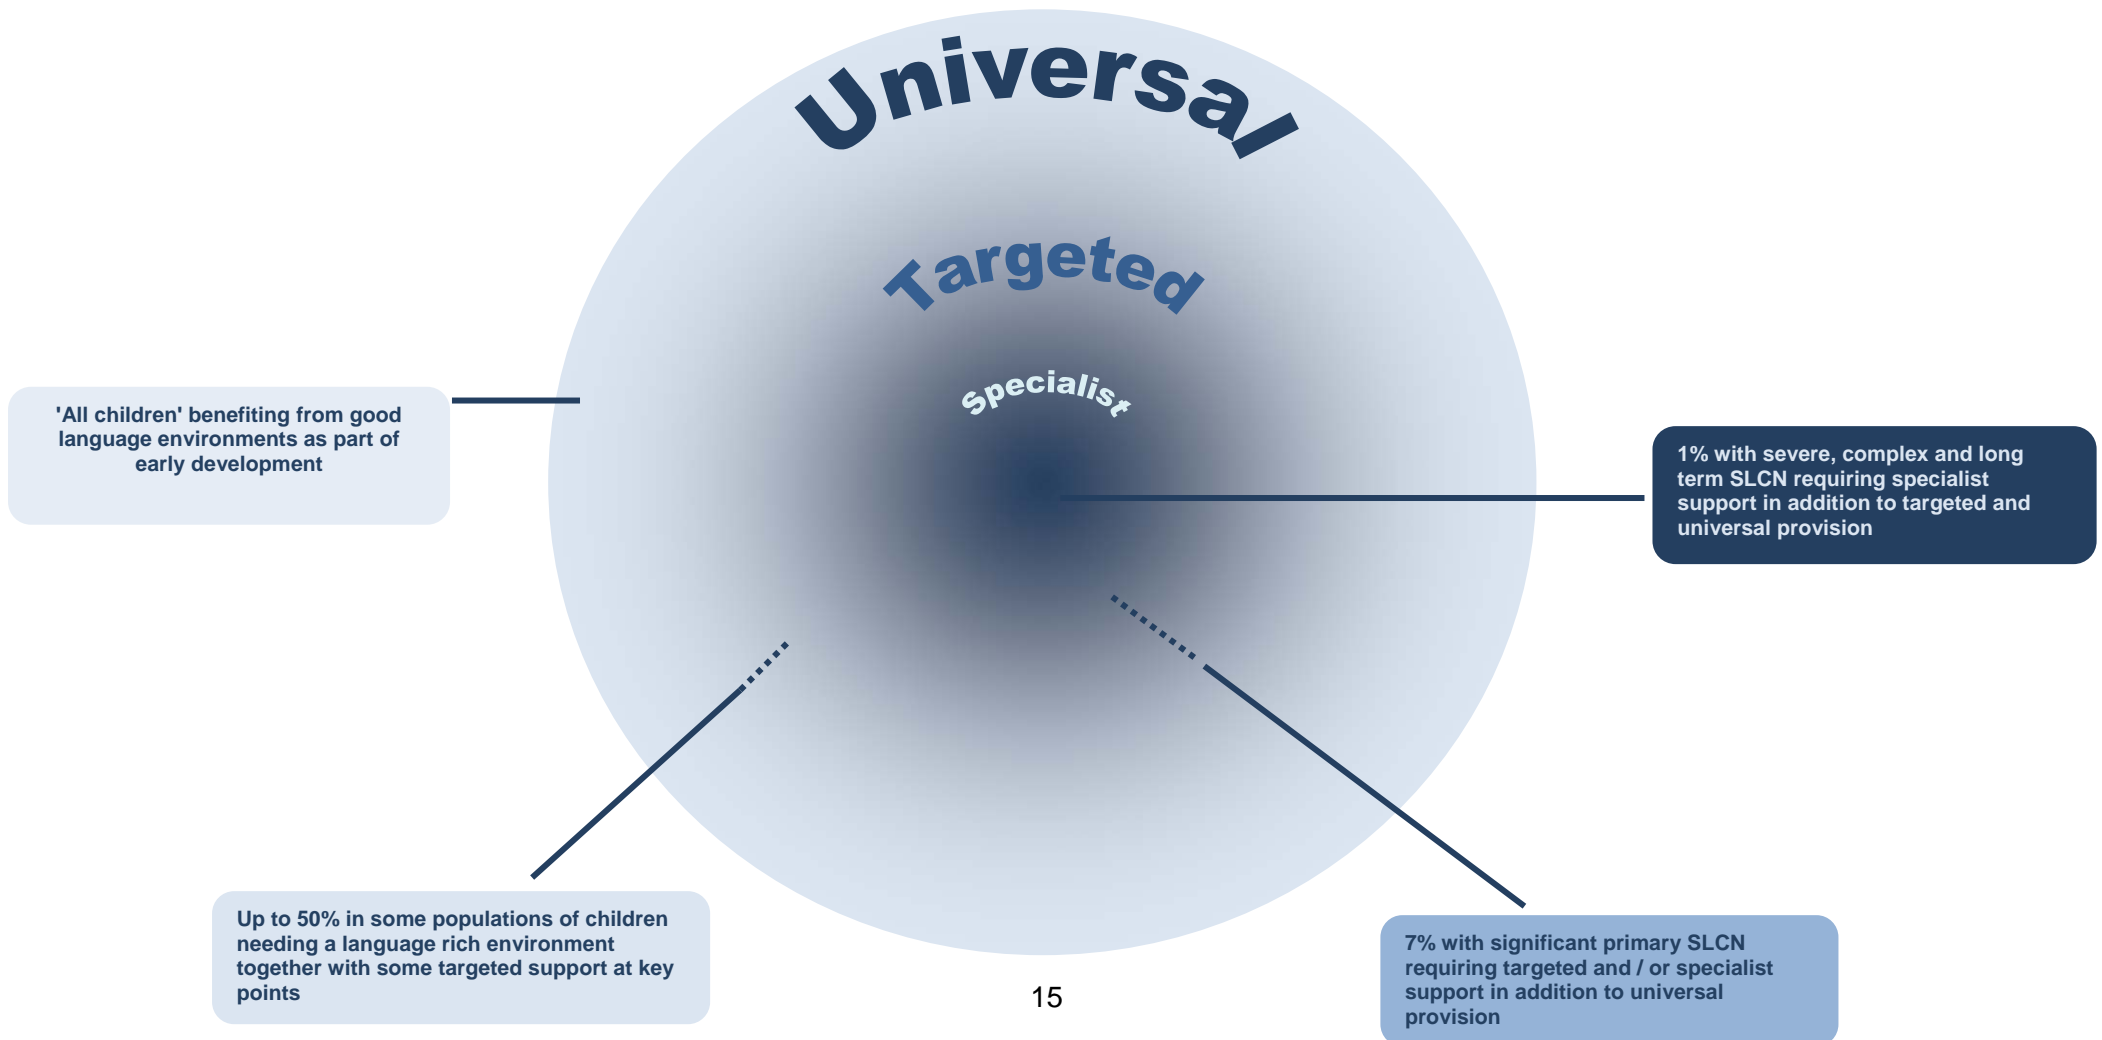 Universal
Targeted
Specialist
'All children' benefiting from good
language environments as part of
early development
1% with severe, complex and long
term SLCN requiring specialist
support in addition to targeted and
universal provision
Up to 50% in some populations of children
needing a language rich environment
together with some targeted support at key
points
7% with significant primary SLCN
requiring targeted and / or specialist
support in addition to universal
provision
15